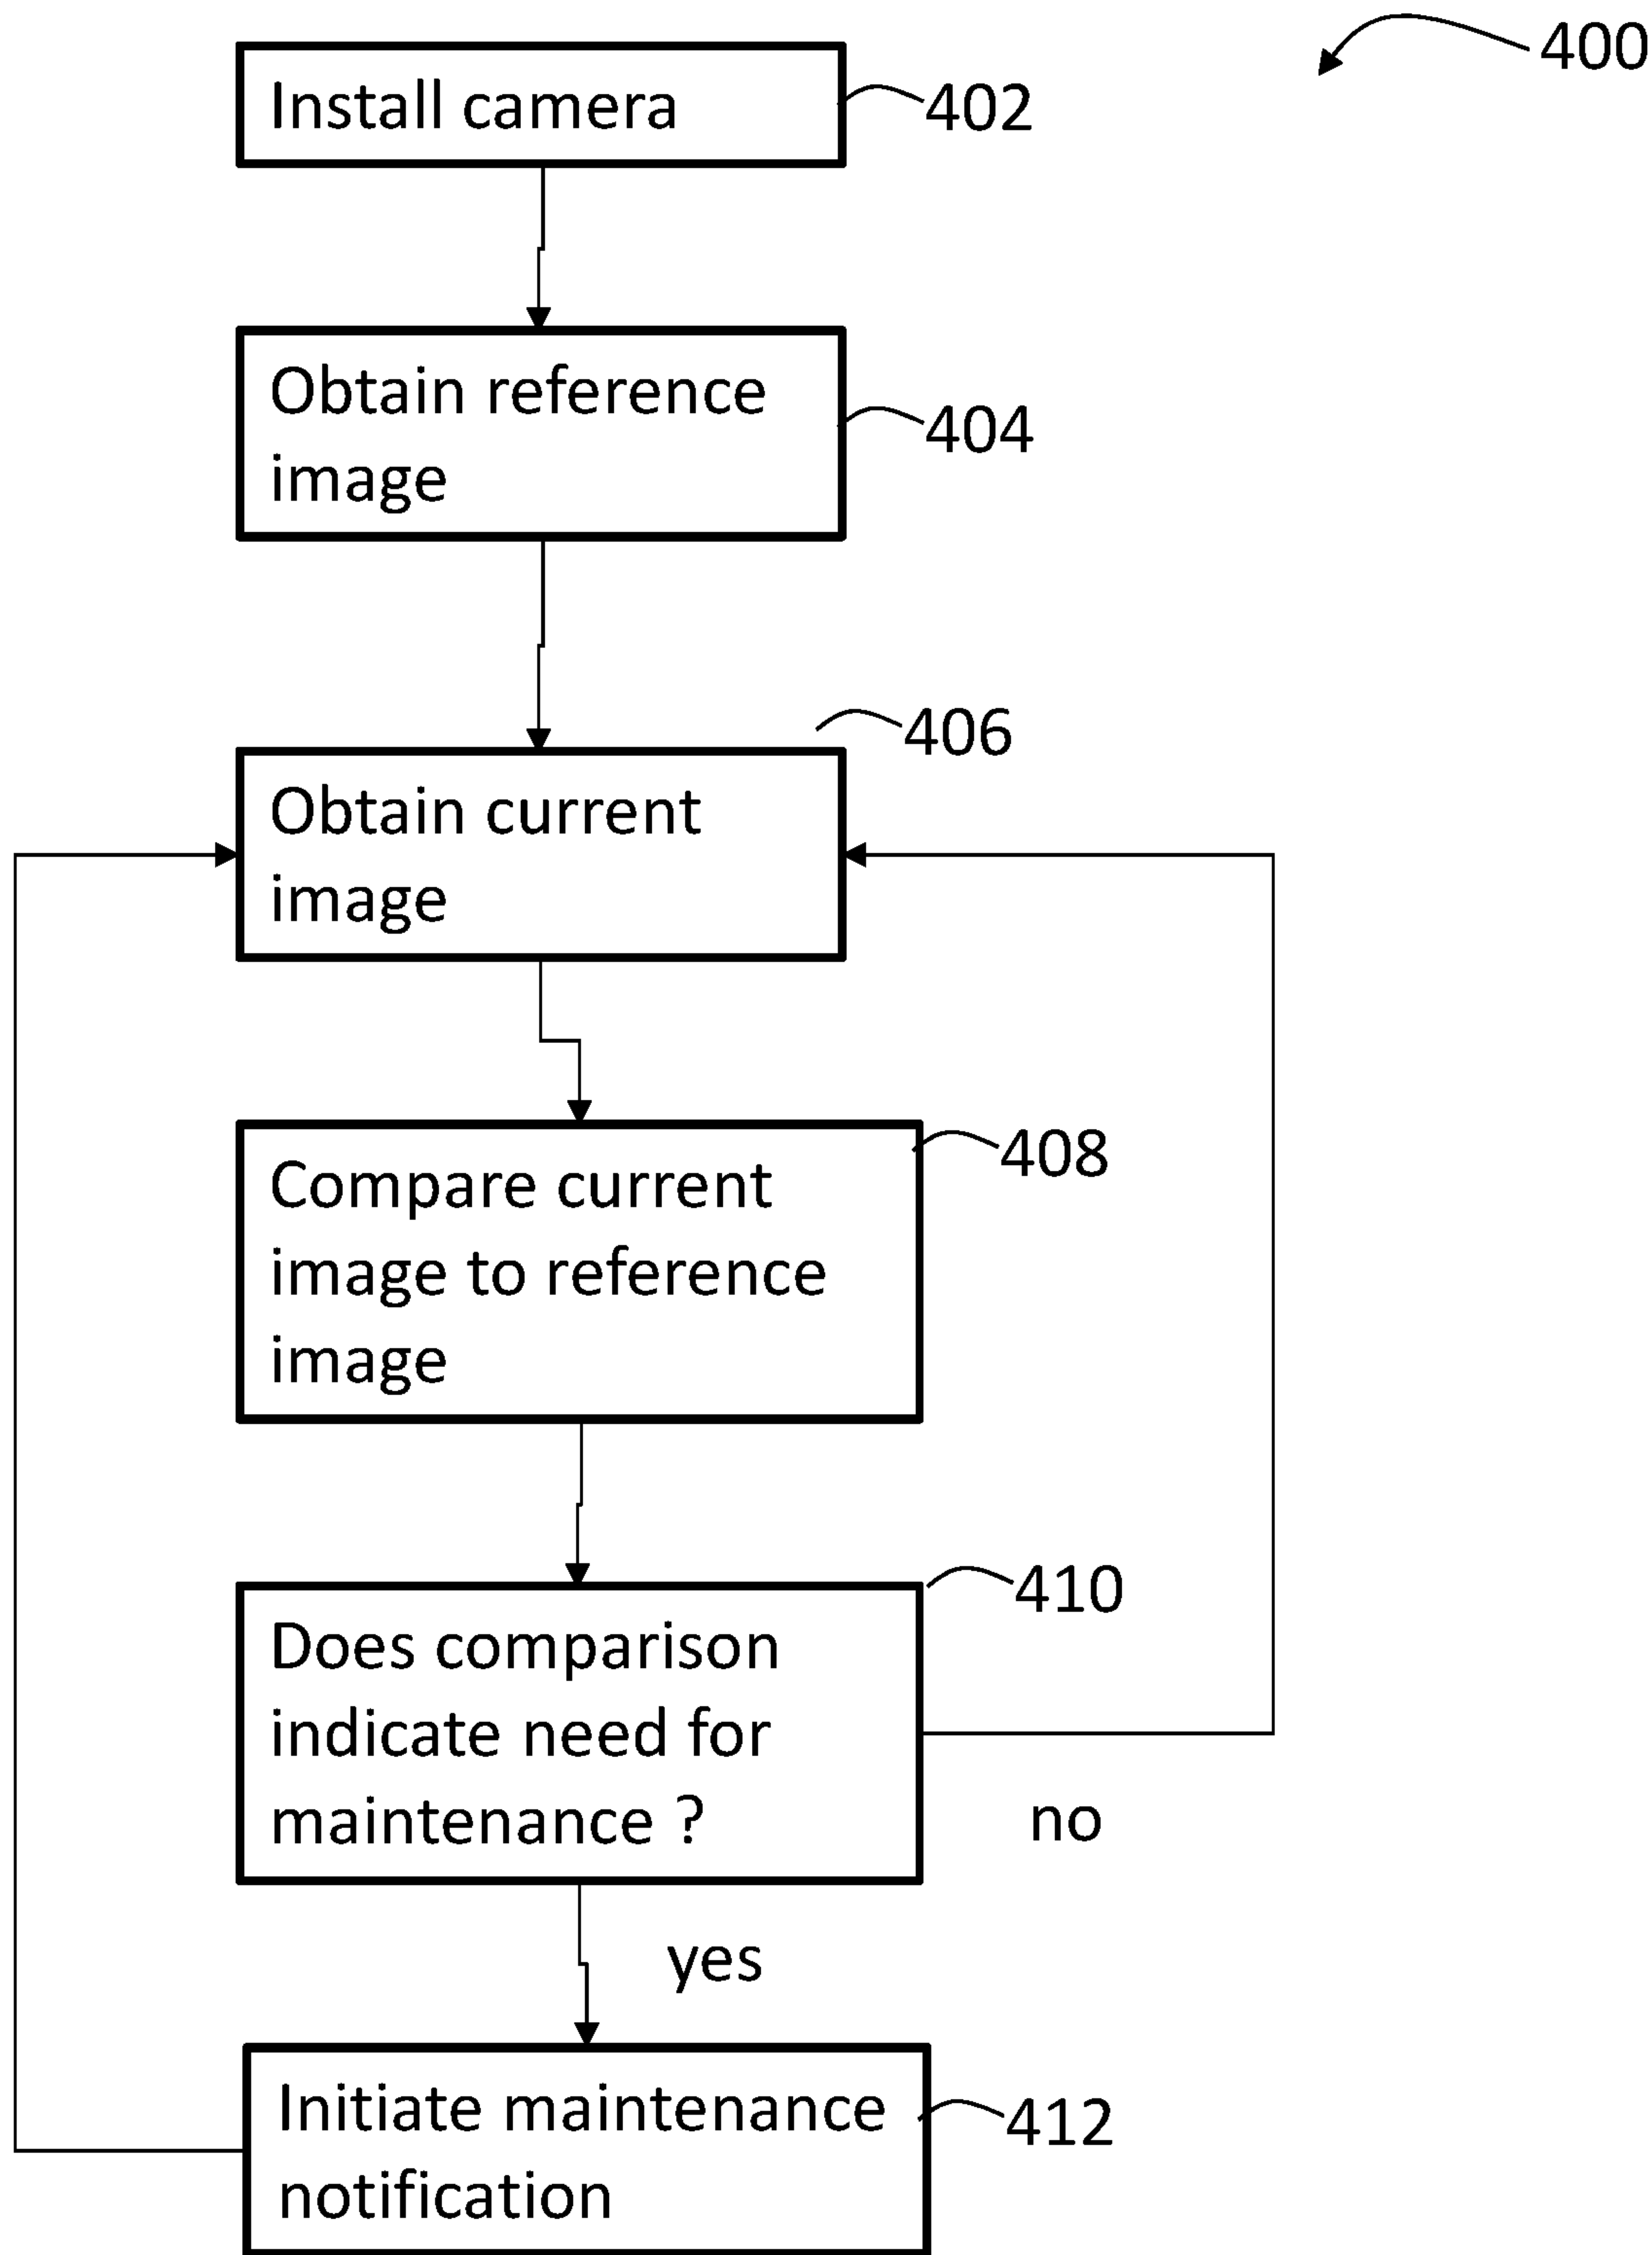 400
Install camera
402
Obtain reference
image
404
406
Obtain current
image
408
Compare current
image to reference
image
410
Does comparison
indicate need for
maintenance ?
no
yes
Initiate maintenance
notification
412